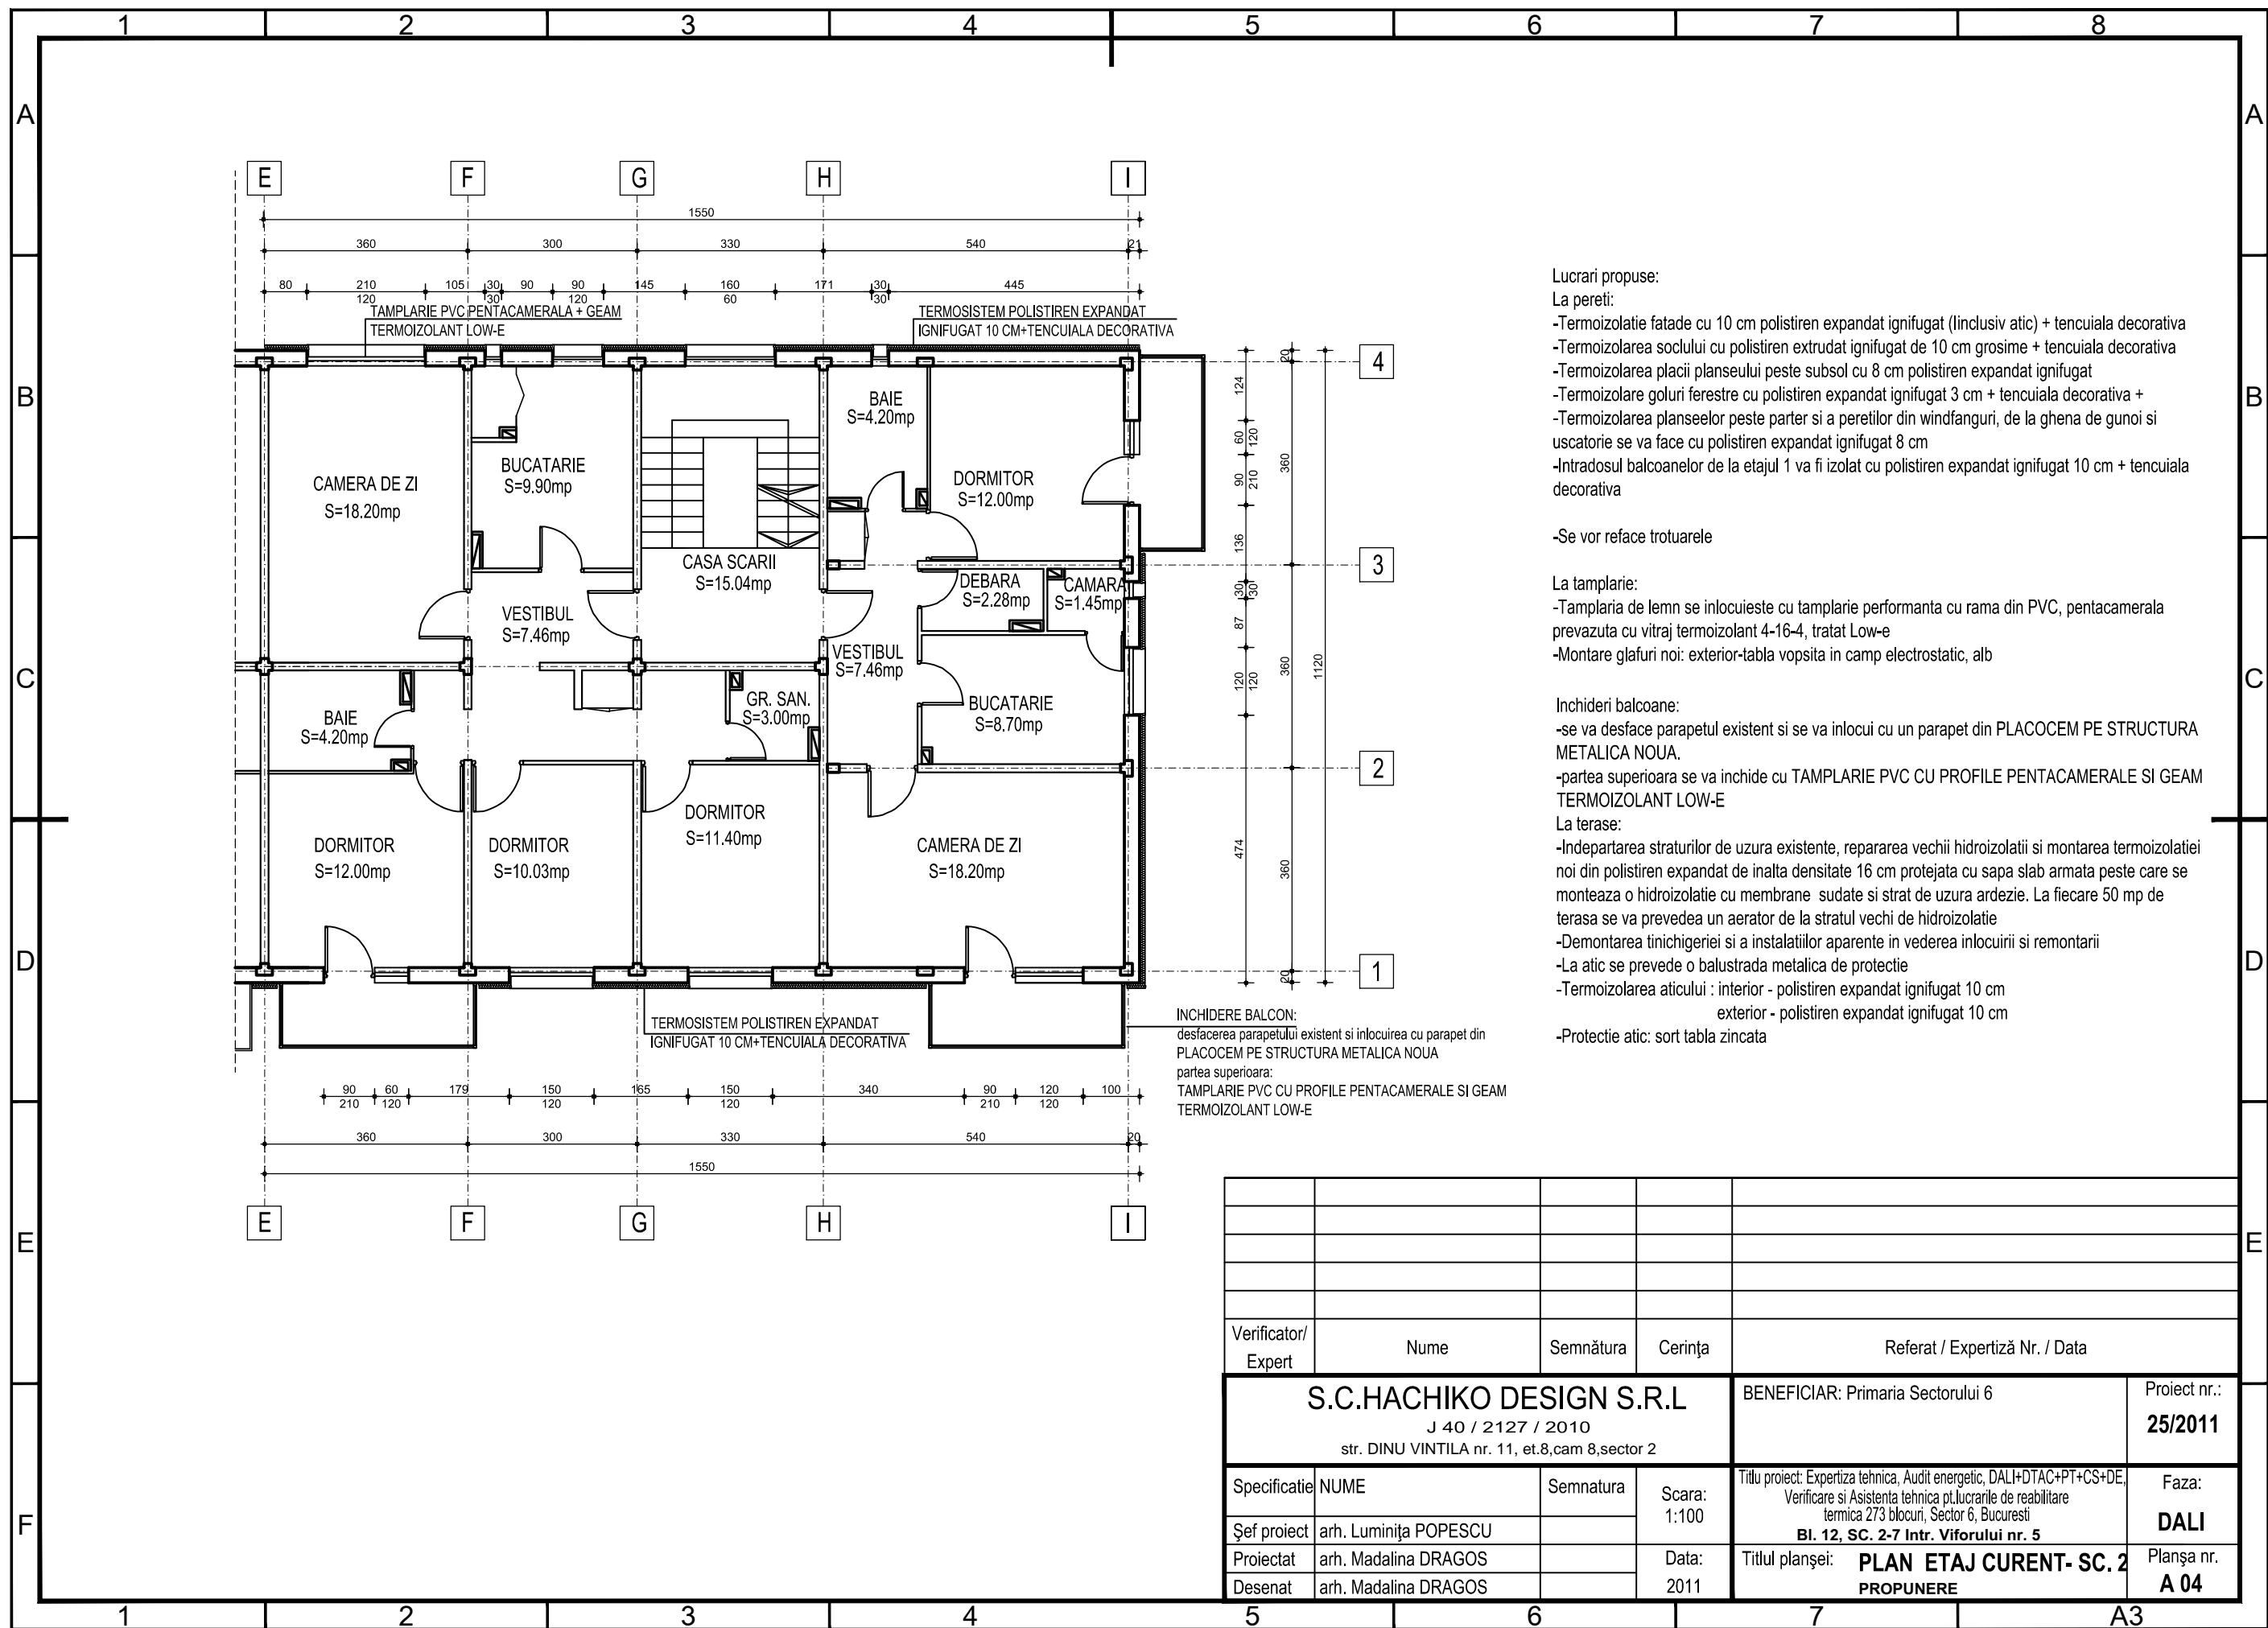 1 2 3 4 5 6 7 8
A A
B B
C C
D D
E E
F
E F G H I
1550
360 300 330 540 21
80 210 105 30 90 90 145 160 171 30 445
120 30 120 60 30
TAMPLARIE PVC PENTACAMERALA + GEAM
TERMOIZOLANT LOW-E
TERMOSISTEM POLISTIREN EXPANDAT
IGNIFUGAT 10 CM+TENCUIALA DECORATIVA
4
3
2
1
20
124
60 120
90 210
136
30 30
87
120 120
474
360
360
360
20
1120
CAMERA DE ZI
S=18.20mp
BUCATARIE
S=9.90mp
BAIE
S=4.20mp
DORMITOR
S=12.00mp
CASA SCARII
S=15.04mp
DEBARA
S=2.28mp
CAMARA
S=1.45mp
VESTIBUL
S=7.46mp
VESTIBUL
S=7.46mp
BAIE
S=4.20mp
GR. SAN.
S=3.00mp
BUCATARIE
S=8.70mp
DORMITOR
S=12.00mp
DORMITOR
S=10.03mp
DORMITOR
S=11.40mp
CAMERA DE ZI
S=18.20mp
TERMOSISTEM POLISTIREN EXPANDAT
IGNIFUGAT 10 CM+TENCUIALA DECORATIVA
INCHIDERE BALCON:
desfacerea parapetului existent si inlocuirea cu parapet din
PLACOCEM PE STRUCTURA METALICA NOUA
partea superioara:
TAMPLARIE PVC CU PROFILE PENTACAMERALE SI GEAM
TERMOIZOLANT LOW-E
90 60 179 150 165 150 340 90 120 100
210 120 120 120 210 120
360 300 330 540 20
1550
E F G H I
Lucrari propuse:
La pereti:
-Termoizolatie fatade cu 10 cm polistiren expandat ignifugat (Iinclusiv atic) + tencuiala decorativa
-Termoizolarea soclului cu polistiren extrudat ignifugat de 10 cm grosime + tencuiala decorativa
-Termoizolarea placii planseului peste subsol cu 8 cm polistiren expandat ignifugat
-Termoizolare goluri ferestre cu polistiren expandat ignifugat 3 cm + tencuiala decorativa +
-Termoizolarea planseelor peste parter si a peretilor din windfanguri, de la ghena de gunoi si
uscatorie se va face cu polistiren expandat ignifugat 8 cm
-Intradosul balcoanelor de la etajul 1 va fi izolat cu polistiren expandat ignifugat 10 cm + tencuiala
decorativa
-Se vor reface trotuarele
La tamplarie:
-Tamplaria de lemn se inlocuieste cu tamplarie performanta cu rama din PVC, pentacamerala
prevazuta cu vitraj termoizolant 4-16-4, tratat Low-e
-Montare glafuri noi: exterior-tabla vopsita in camp electrostatic, alb
Inchideri balcoane:
-se va desface parapetul existent si se va inlocui cu un parapet din PLACOCEM PE STRUCTURA
METALICA NOUA.
-partea superioara se va inchide cu TAMPLARIE PVC CU PROFILE PENTACAMERALE SI GEAM
TERMOIZOLANT LOW-E
La terase:
-Indepartarea straturilor de uzura existente, repararea vechii hidroizolatii si montarea termoizolatiei
noi din polistiren expandat de inalta densitate 16 cm protejata cu sapa slab armata peste care se
monteaza o hidroizolatie cu membrane sudate si strat de uzura ardezie. La fiecare 50 mp de
terasa se va prevedea un aerator de la stratul vechi de hidroizolatie
-Demontarea tinichigeriei si a instalatiilor aparente in vederea inlocuirii si remontarii
-La atic se prevede o balustrada metalica de protectie
-Termoizolarea aticului : interior - polistiren expandat ignifugat 10 cm
exterior - polistiren expandat ignifugat 10 cm
-Protectie atic: sort tabla zincata
Verificator/
Expert
Nume
Semnătura
Cerinţa
Referat / Expertiză Nr. / Data
S.C.HACHIKO DESIGN S.R.L
J 40 / 2127 / 2010
str. DINU VINTILA nr. 11, et.8,cam 8,sector 2
BENEFICIAR: Primaria Sectorului 6
Proiect nr.:
25/2011
Specificatie NUME Semnatura
Şef proiect arh. Luminiţa POPESCU
Proiectat arh. Madalina DRAGOS
Desenat arh. Madalina DRAGOS
Scara:
1:100
Data:
2011
Titlu proiect: Expertiza tehnica, Audit energetic, DALI+DTAC+PT+CS+DE,
Verificare si Asistenta tehnica pt.lucrarile de reabilitare
termica 273 blocuri, Sector 6, Bucuresti
Bl. 12, SC. 2-7 Intr. Viforului nr. 5
Faza:
DALI
Titlul planşei: PLAN ETAJ CURENT- SC. 2
PROPUNERE
Planşa nr.
A 04
1 2 3 4 5 6 7 A3